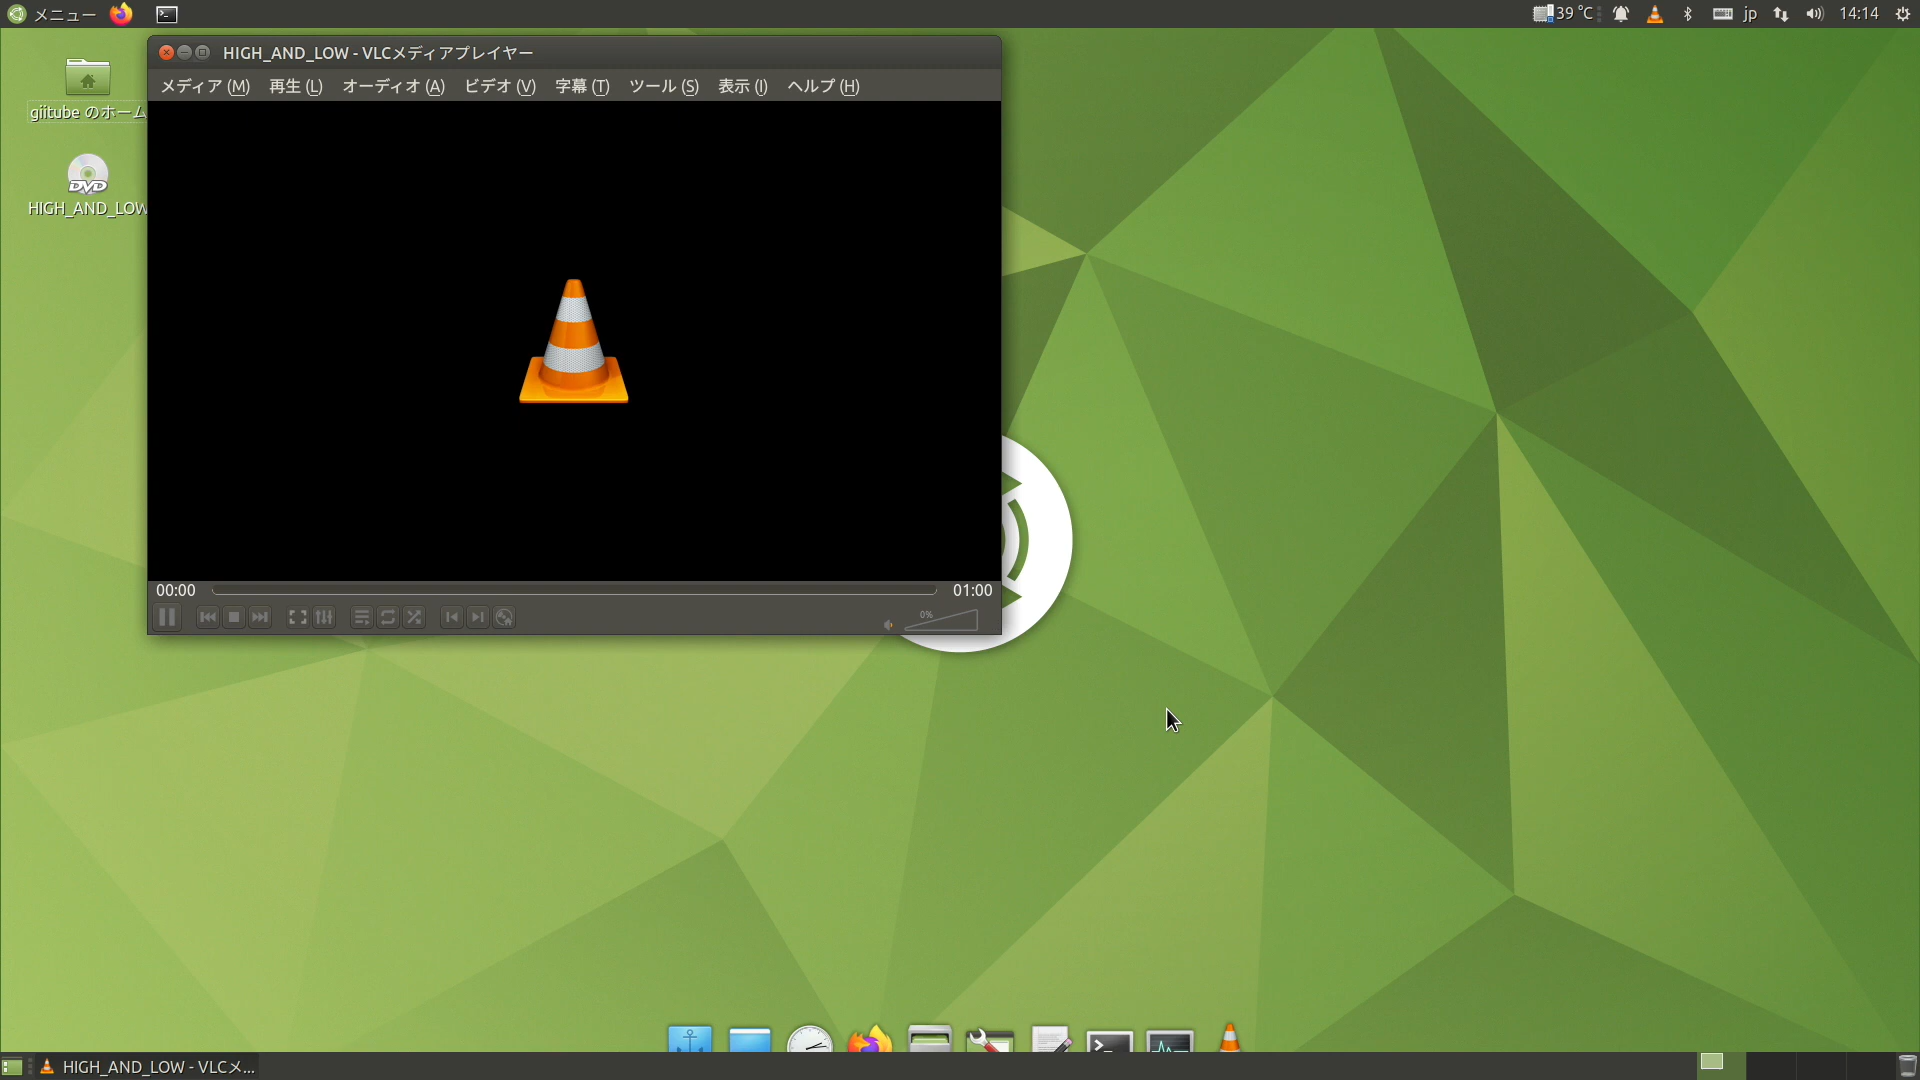 メニュー
39 ℃
jp
14:14
HIGH_AND_LOW - VLCメディアプレイヤー
メディア (M) 再生 (L) オーディオ (A) ビデオ (V) 字幕 (T) ツール (S) 表示 (I) ヘルプ (H)
giitube のホーム
DVD
HIGH_AND_LOW
00:00
01:00
0%
HIGH_AND_LOW - VLCメ...